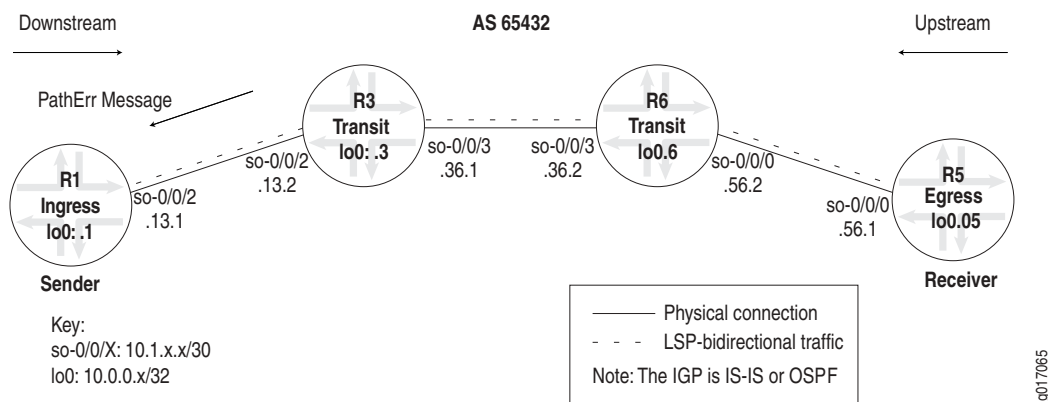 Downstream
AS 65432
Upstream
PathErr Message
R3
Transit
lo0: .3
R6
Transit
lo0.6
R1
Ingress
lo0: .1
R5
Egress
lo0.05
so-0/0/2
.13.1
so-0/0/2
.13.2
so-0/0/3
.36.1
so-0/0/3
.36.2
so-0/0/0
.56.2
so-0/0/0
.56.1
Sender
Receiver
Key:
so-0/0/X: 10.1.x.x/30
lo0: 10.0.0.x/32
Physical connection
LSP-bidirectional traffic
Note: The IGP is IS-IS or OSPF
g017065